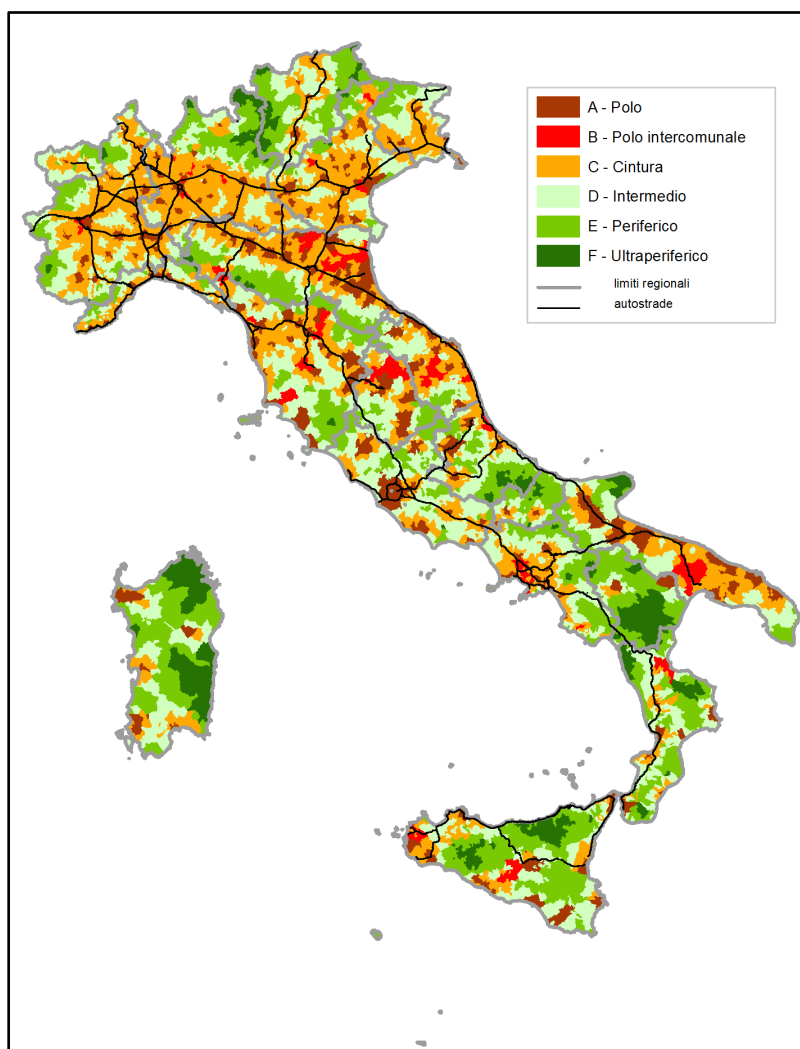 A - Polo
B - Polo intercomunale
C - Cintura
D - Intermedio
E - Periferico
F - Ultraperiferico
limiti regionali
autostrade